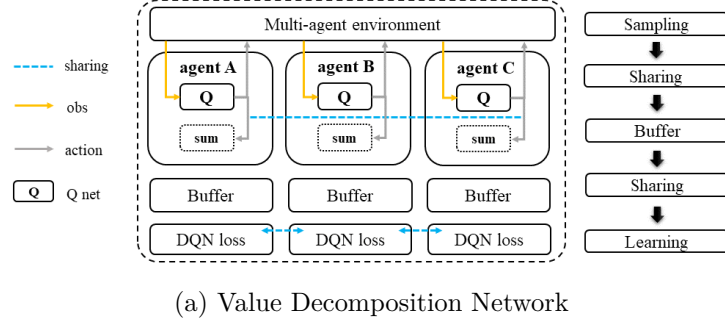 Multi-agent environment
sharing
obs
action
Q
Q net
agent A
agent B
agent C
Q
Q
Q
sum
sum
sum
Buffer
Buffer
Buffer
DQN loss
DQN loss
DQN loss
Sampling
Sharing
Buffer
Sharing
Learning
(a) Value Decomposition Network